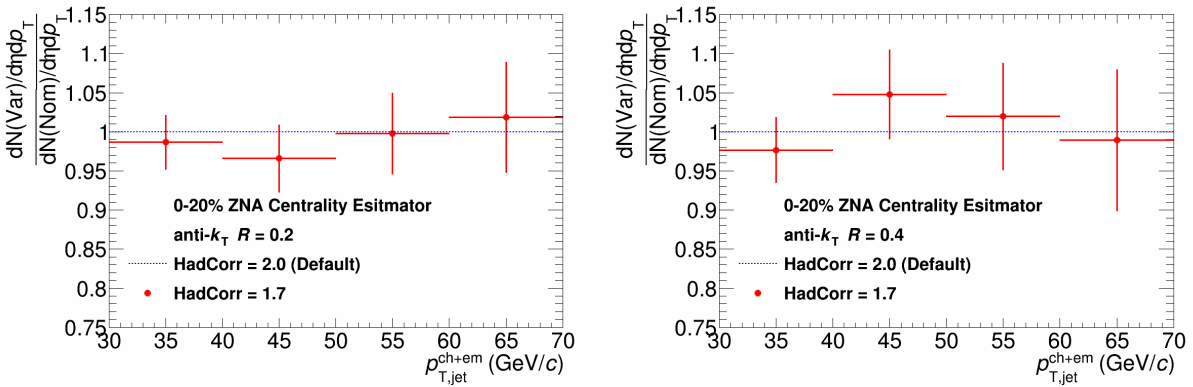 dN(Var)/dηdp_T
dN(Nom)/dηdp_T
1.15
1.1
1.05
1
0.95
0.9
0.85
0.8
0.75
0-20% ZNA Centrality Esitmator
anti-k_T R = 0.2
HadCorr = 2.0 (Default)
HadCorr = 1.7
30 35 40 45 50 55 60 65 70
p_T,jet^ch+em (GeV/c)
dN(Var)/dηdp_T
dN(Nom)/dηdp_T
1.15
1.1
1.05
1
0.95
0.9
0.85
0.8
0.75
0-20% ZNA Centrality Esitmator
anti-k_T R = 0.4
HadCorr = 2.0 (Default)
HadCorr = 1.7
30 35 40 45 50 55 60 65 70
p_T,jet^ch+em (GeV/c)